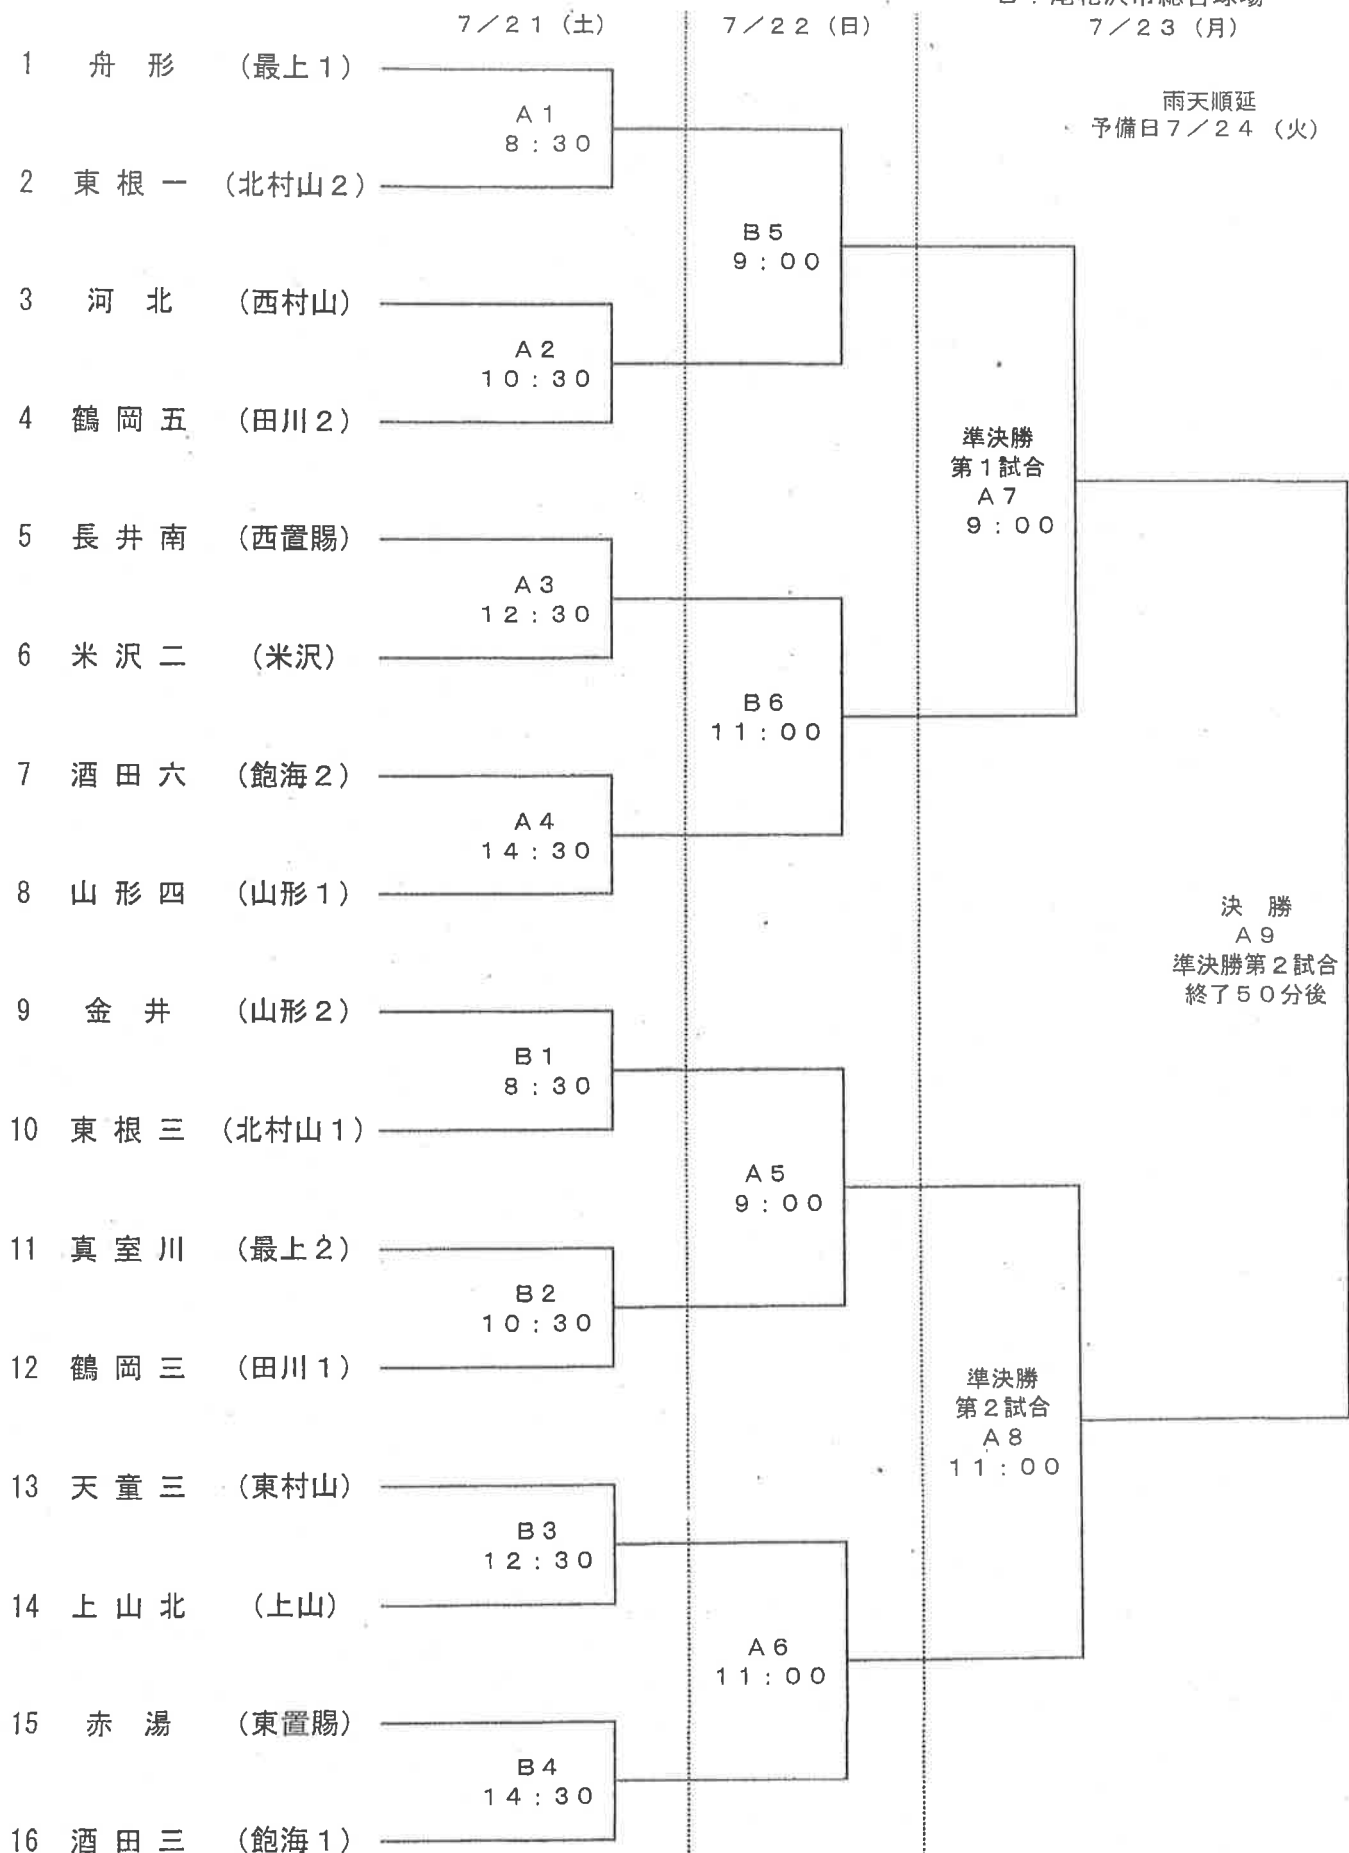 7／21（土）
7／22（日）
7／23（月）
雨天順延
予備日7／24（火）
1 舟形 （最上1）
A1
8：30
2 東根一 （北村山2）
B5
9：00
3 河北 （西村山）
A2
10：30
4 鶴岡五 （田川2）
準決勝
第1試合
A7
9：00
5 長井南 （西置賜）
A3
12：30
6 米沢二 （米沢）
B6
11：00
7 酒田六 （飽海2）
A4
14：30
8 山形四 （山形1）
決勝
A9
準決勝第2試合
終了50分後
9 金井 （山形2）
B1
8：30
10 東根三 （北村山1）
A5
9：00
11 真室川 （最上2）
B2
10：30
12 鶴岡三 （田川1）
準決勝
第2試合
A8
11：00
13 天童三 （東村山）
B3
12：30
14 上山北 （上山）
A6
11：00
15 赤湯 （東置賜）
B4
14：30
16 酒田三 （飽海1）